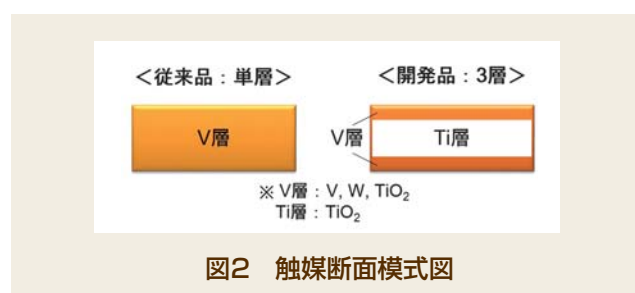 ＜従来品：単層＞
＜開発品：3層＞
V層
V層
Ti層
※ V層：V, W, TiO₂
Ti層：TiO₂
図2　触媒断面模式図